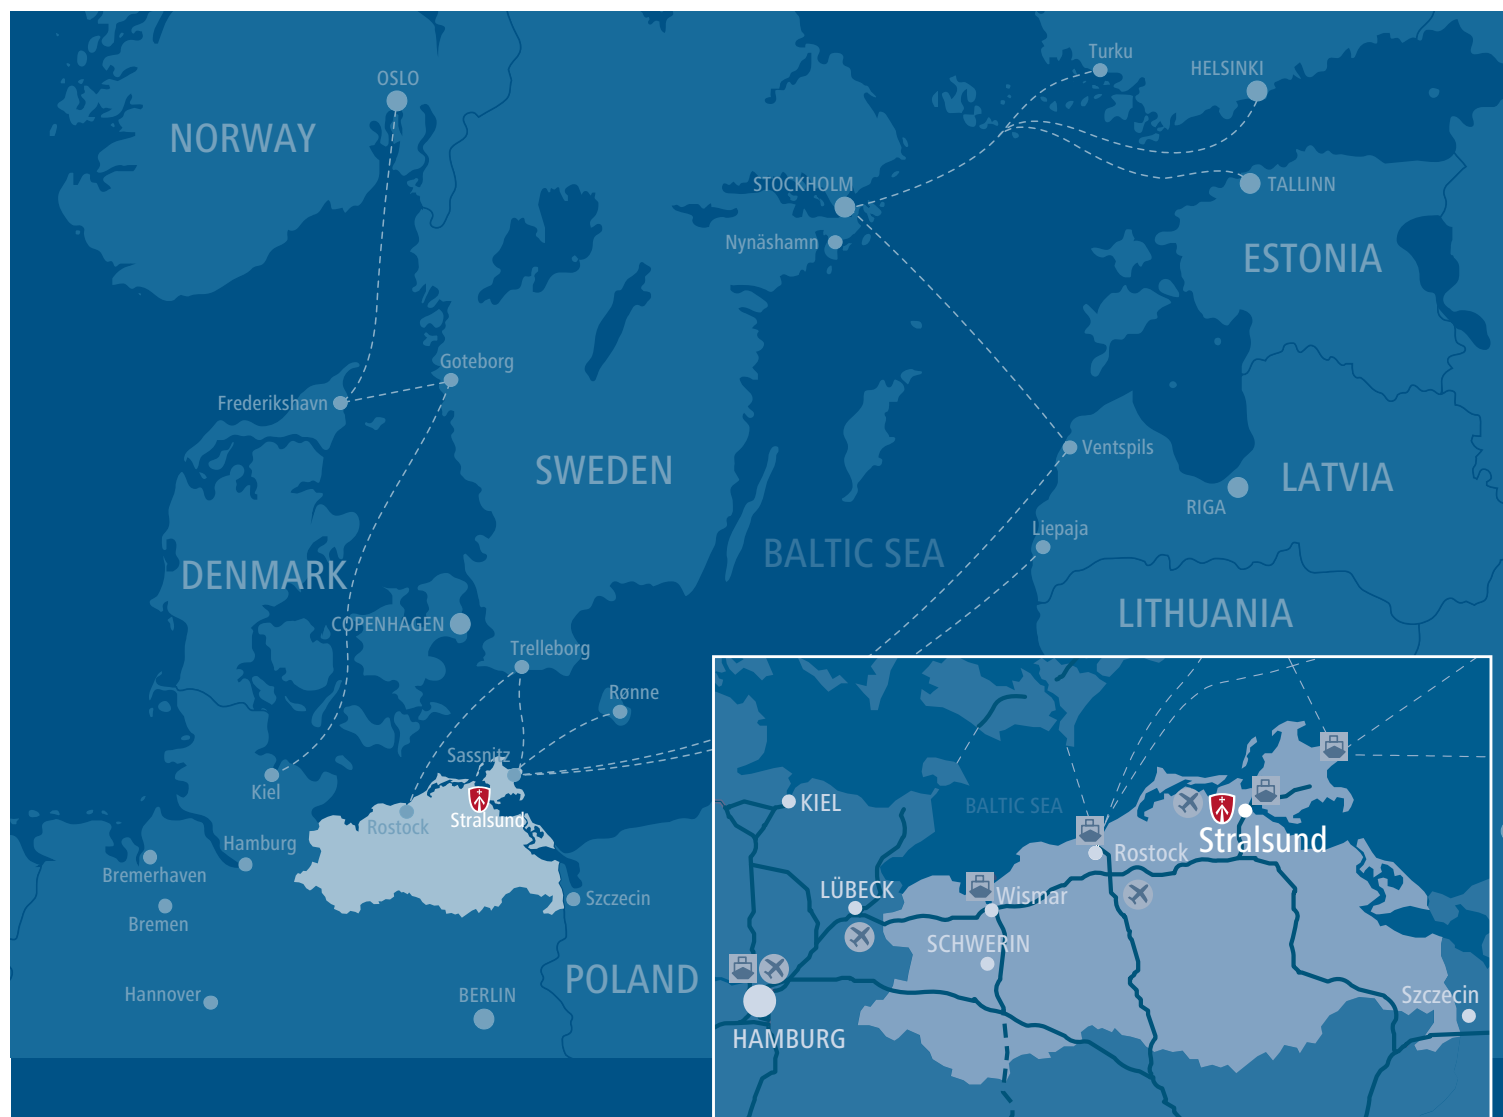 Turku
HELSINKI
OSLO
NORWAY
STOCKHOLM
TALLINN
Nynäshamn
ESTONIA
Goteborg
Frederikshavn
Ventspils
SWEDEN
LATVIA
RIGA
Liepaja
BALTIC SEA
DENMARK
LITHUANIA
COPENHAGEN
Trelleborg
Rønne
Sassnitz
Kiel
Rostock
Stralsund
Hamburg
Bremerhaven
Szczecin
Bremen
POLAND
Hannover
BERLIN
KIEL
BALTIC SEA
Stralsund
Rostock
LÜBECK
Wismar
SCHWERIN
Szczecin
HAMBURG